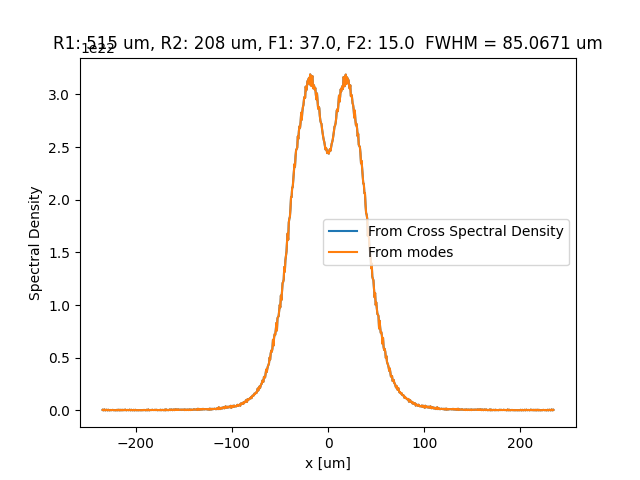 R1: 515 um, R2: 208 um, F1: 37.0, F2: 15.0  FWHM = 85.0671 um
1e22
3.0
2.5
2.0
1.5
1.0
0.5
0.0
Spectral Density
From Cross Spectral Density
From modes
−200
−100
0
100
200
x [um]